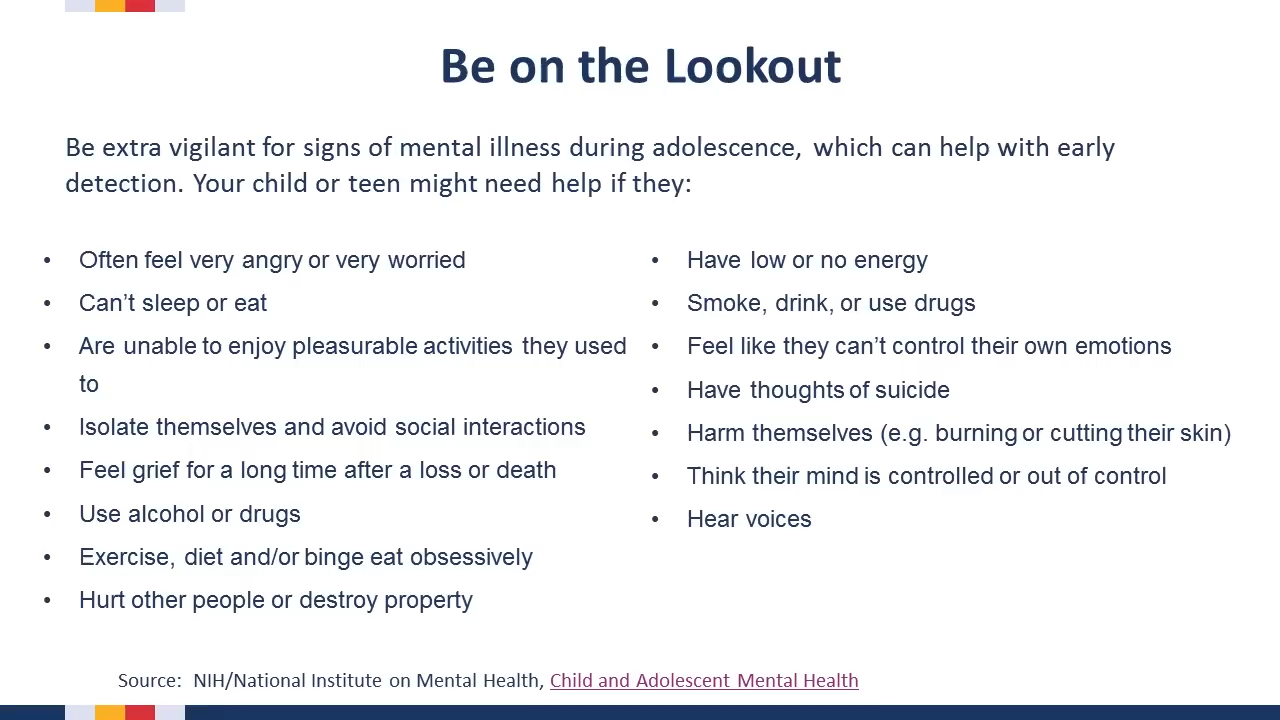 Be on the Lookout
Be extra vigilant for signs of mental illness during adolescence, which can help with early
detection. Your child or teen might need help if they:
• Often feel very angry or very worried
• Can’t sleep or eat
• Are unable to enjoy pleasurable activities they used
to
• Isolate themselves and avoid social interactions
• Feel grief for a long time after a loss or death
• Use alcohol or drugs
• Exercise, diet and/or binge eat obsessively
• Hurt other people or destroy property
• Have low or no energy
• Smoke, drink, or use drugs
• Feel like they can’t control their own emotions
• Have thoughts of suicide
• Harm themselves (e.g. burning or cutting their skin)
• Think their mind is controlled or out of control
• Hear voices
Source: NIH/National Institute on Mental Health, Child and Adolescent Mental Health